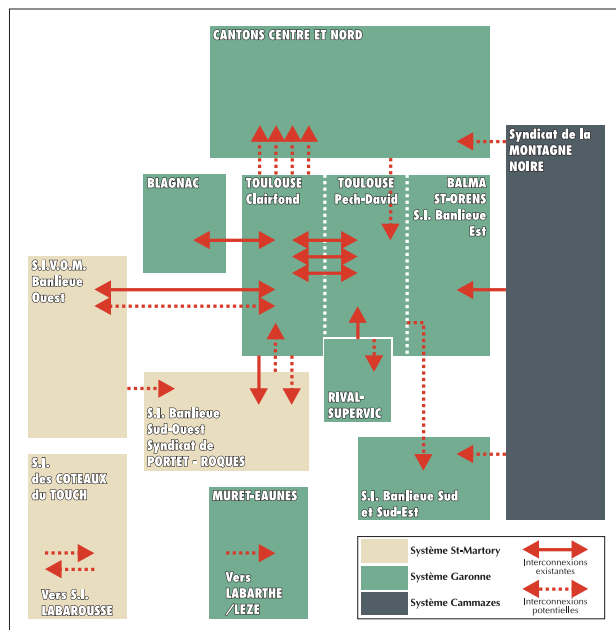 CANTONS CENTRE ET NORD
Syndicat de la
MONTAGNE
NOIRE
BLAGNAC
TOULOUSE
Clairfond
TOULOUSE
Pech-David
BALMA
ST-ORENS
S.I. Banlieue
Est
S.I.V.O.M.
Banlieue
Ouest
RIVAL-
SUPERVIC
S.I. Banlieue
Sud-Ouest
Syndicat de
PORTET - ROQUES
S.I.
des COTEAUX
du TOUCH
Vers S.I.
LABAROUSSE
MURET-EAUNES
Vers
LABARTHE
/LEZE
S.I. Banlieue Sud
et Sud-Est
Système St-Martory
Système Garonne
Système Cammazes
Interconnexions
existantes
Interconnexions
potentielles